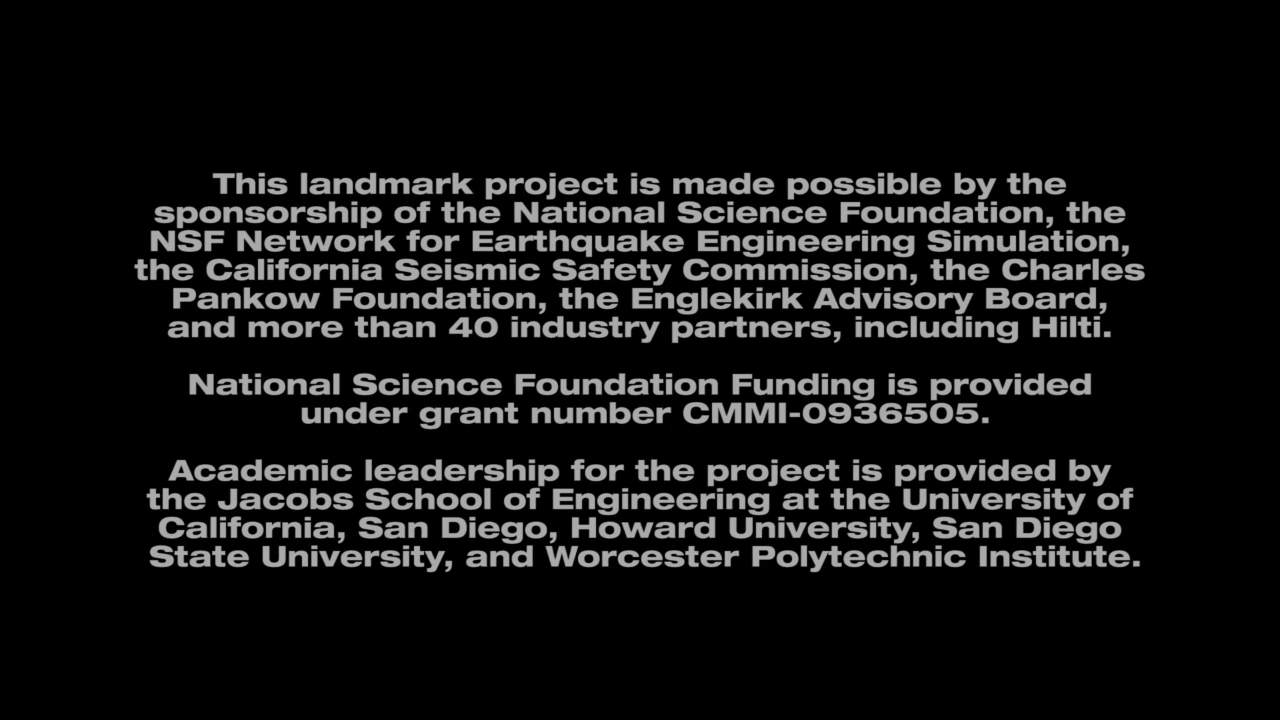 This landmark project is made possible by the
sponsorship of the National Science Foundation, the
NSF Network for Earthquake Engineering Simulation,
the California Seismic Safety Commission, the Charles
Pankow Foundation, the Englekirk Advisory Board,
and more than 40 industry partners, including Hilti.
National Science Foundation Funding is provided
under grant number CMMI-0936505.
Academic leadership for the project is provided by
the Jacobs School of Engineering at the University of
California, San Diego, Howard University, San Diego
State University, and Worcester Polytechnic Institute.